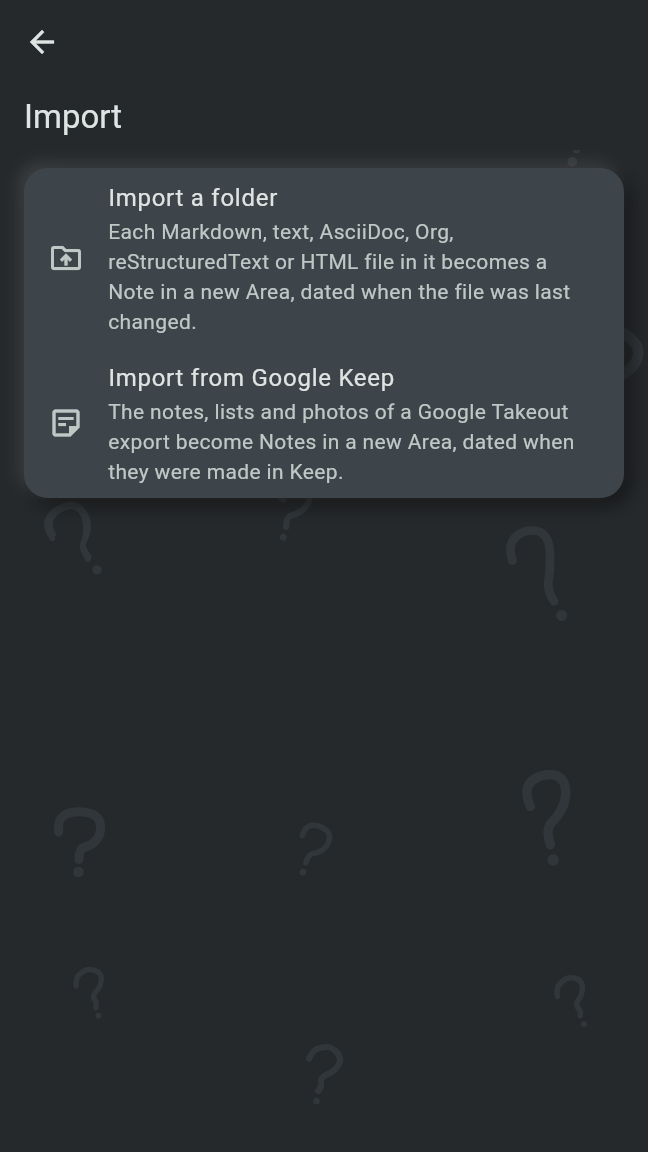 Import
Import a folder
Each Markdown, text, AsciiDoc, Org,
reStructuredText or HTML file in it becomes a
Note in a new Area, dated when the file was last
changed.
Import from Google Keep
The notes, lists and photos of a Google Takeout
export become Notes in a new Area, dated when
they were made in Keep.